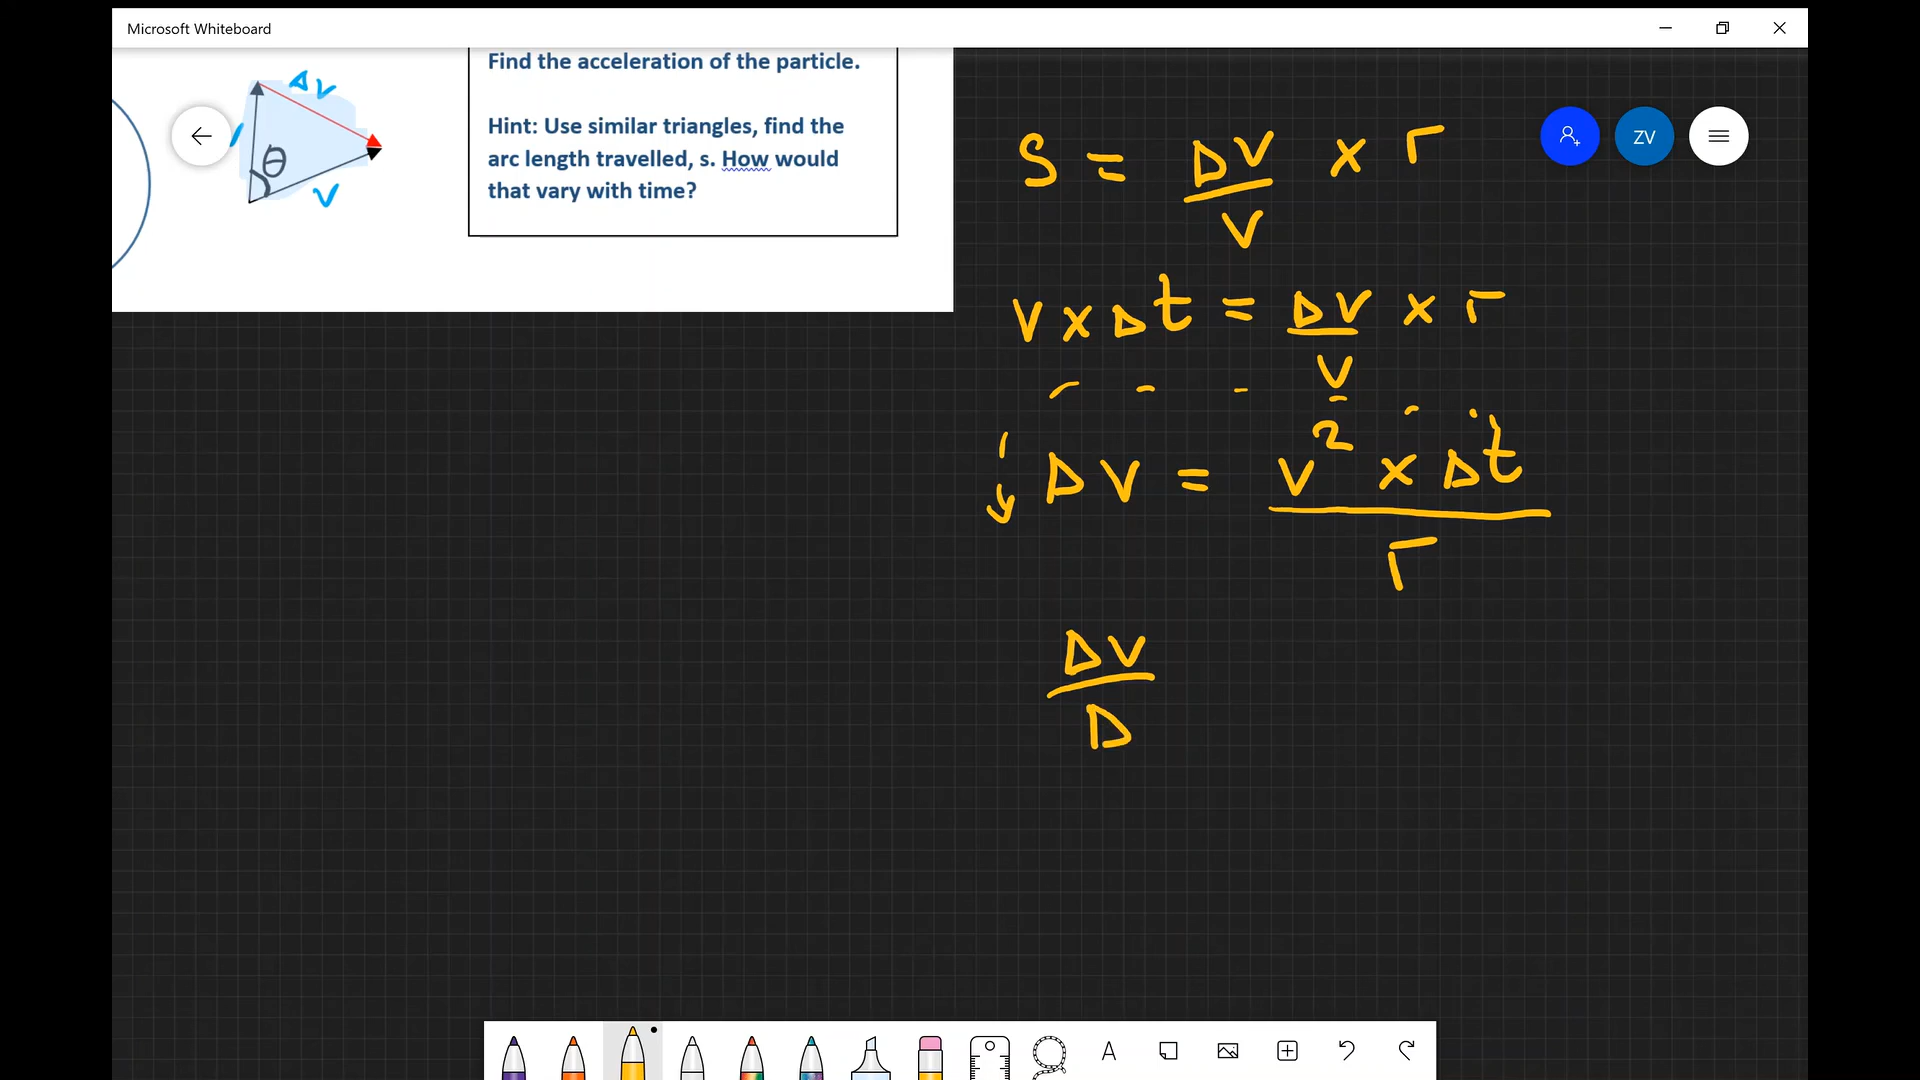 Microsoft Whiteboard
Find the acceleration of the particle.
Hint: Use similar triangles, find the
arc length travelled, s. How would
that vary with time?
Δv
θ
v
ZV
S = Δv/v × r
v × Δt = Δv/v × r
Δv = v² × Δt / r
Δv/Δ
A